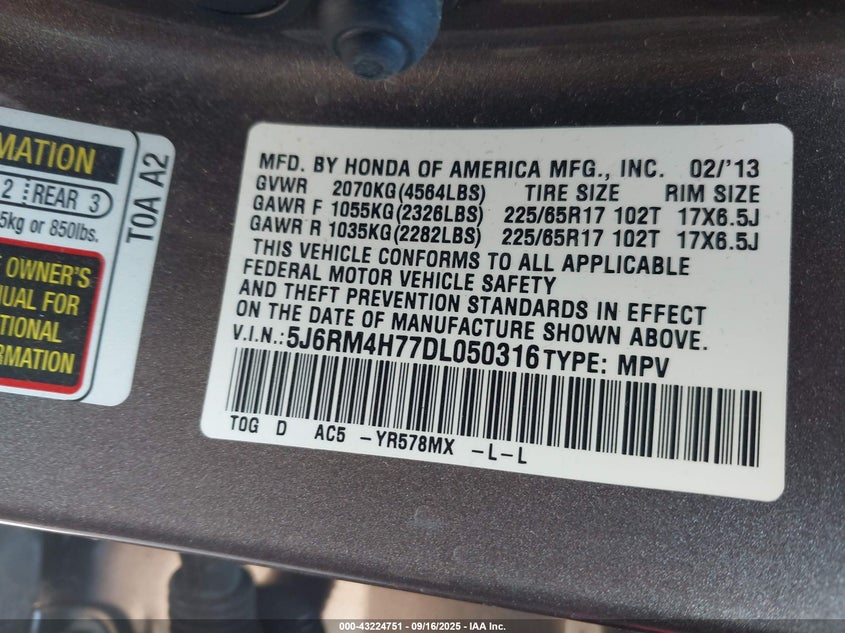 MATION
2 REAR 3
5kg or 850lbs.
OWNER'S
UAL FOR
TIONAL
RMATION
T0A A2
MFD. BY HONDA OF AMERICA MFG., INC. 02/'13
GVWR 2070KG(4564LBS) TIRE SIZE RIM SIZE
GAWR F 1055KG(2326LBS) 225/65R17 102T 17X6.5J
GAWR R 1035KG(2282LBS) 225/65R17 102T 17X6.5J
THIS VEHICLE CONFORMS TO ALL APPLICABLE
FEDERAL MOTOR VEHICLE SAFETY
AND THEFT PREVENTION STANDARDS IN EFFECT
ON THE DATE OF MANUFACTURE SHOWN ABOVE.
V.I.N.:5J6RM4H77DL050316 TYPE: MPV
T0G D AC5 -YR578MX -L-L
000-43224751 — 09/16/2025 - IAA Inc.